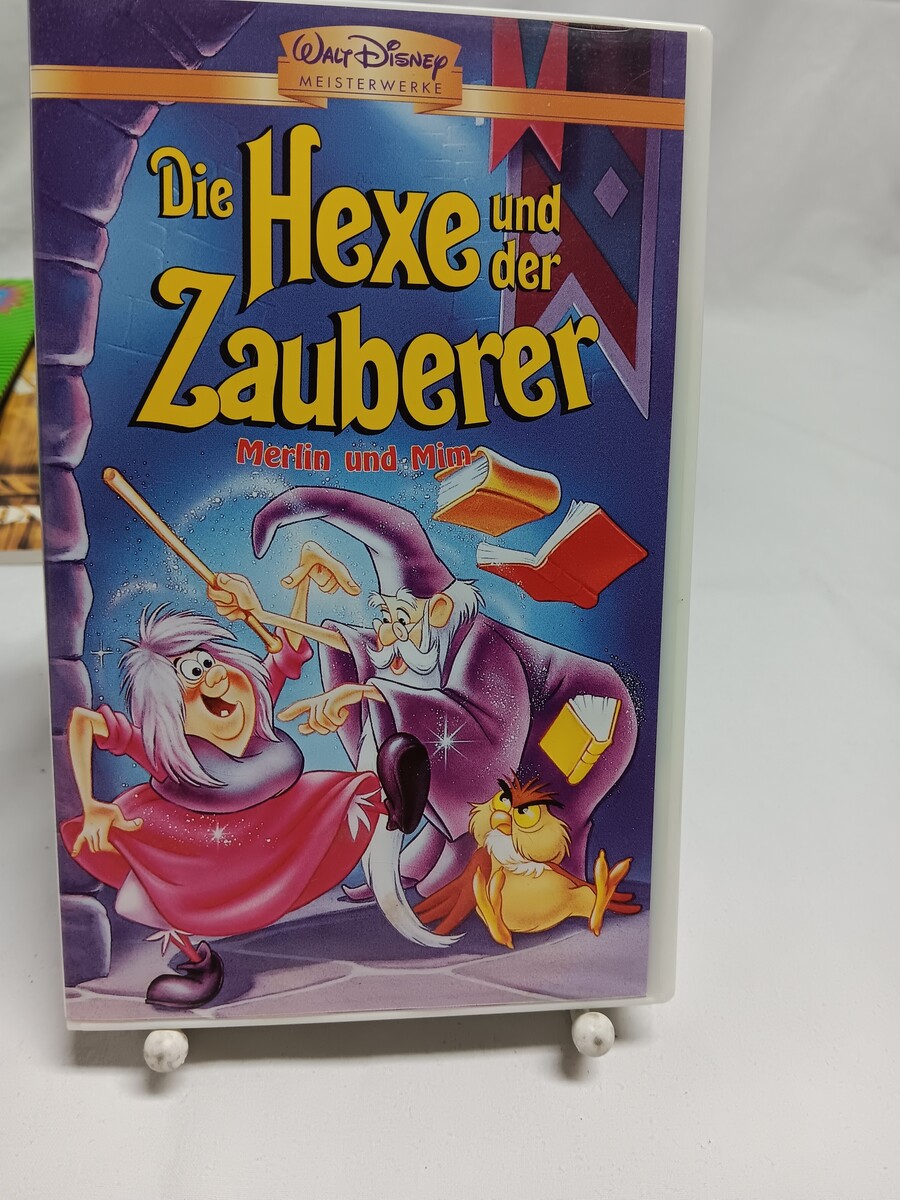 Walt Disney
MEISTERWERKE
Die Hexe und der
Zauberer
Merlin und Mim